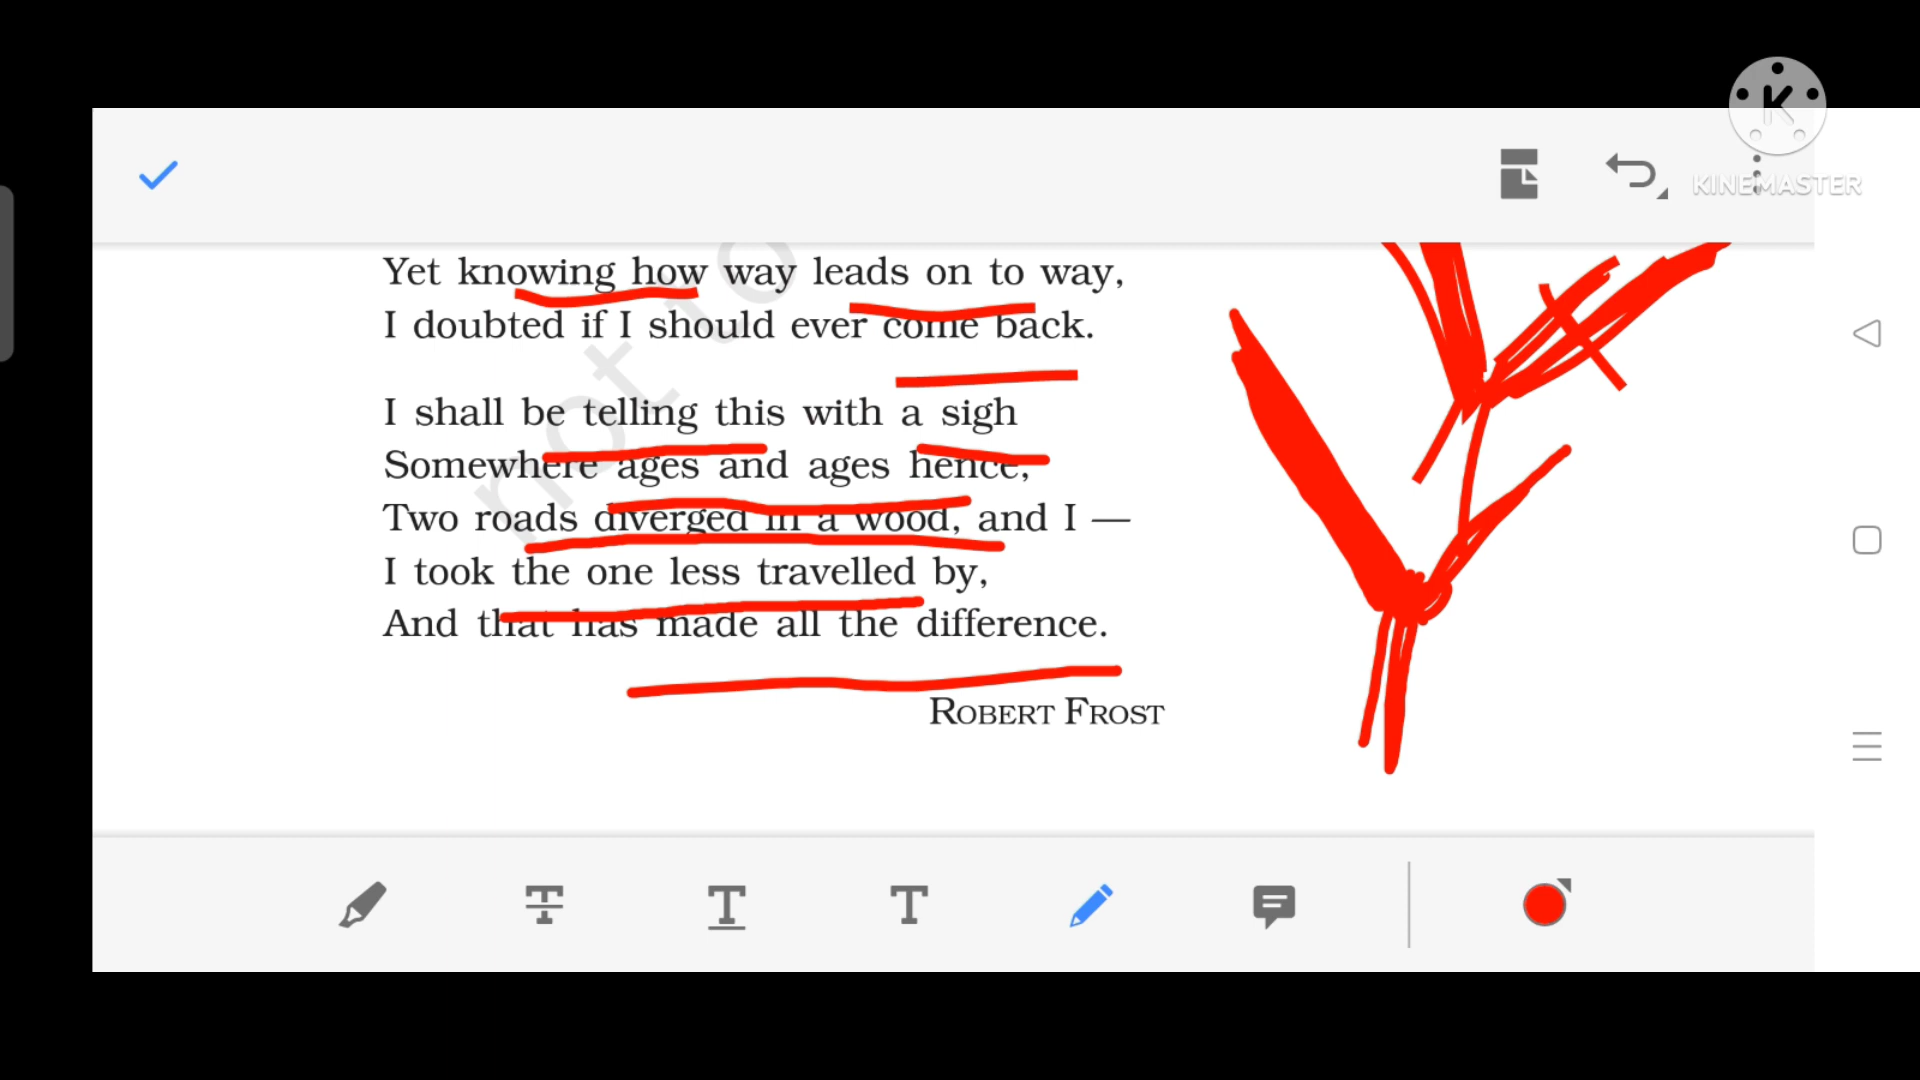 KINEMASTER
not to
Yet knowing how way leads on to way,
I doubted if I should ever come back.
I shall be telling this with a sigh
Somewhere ages and ages hence,
Two roads diverged in a wood, and I —
I took the one less travelled by,
And that has made all the difference.
ROBERT FROST